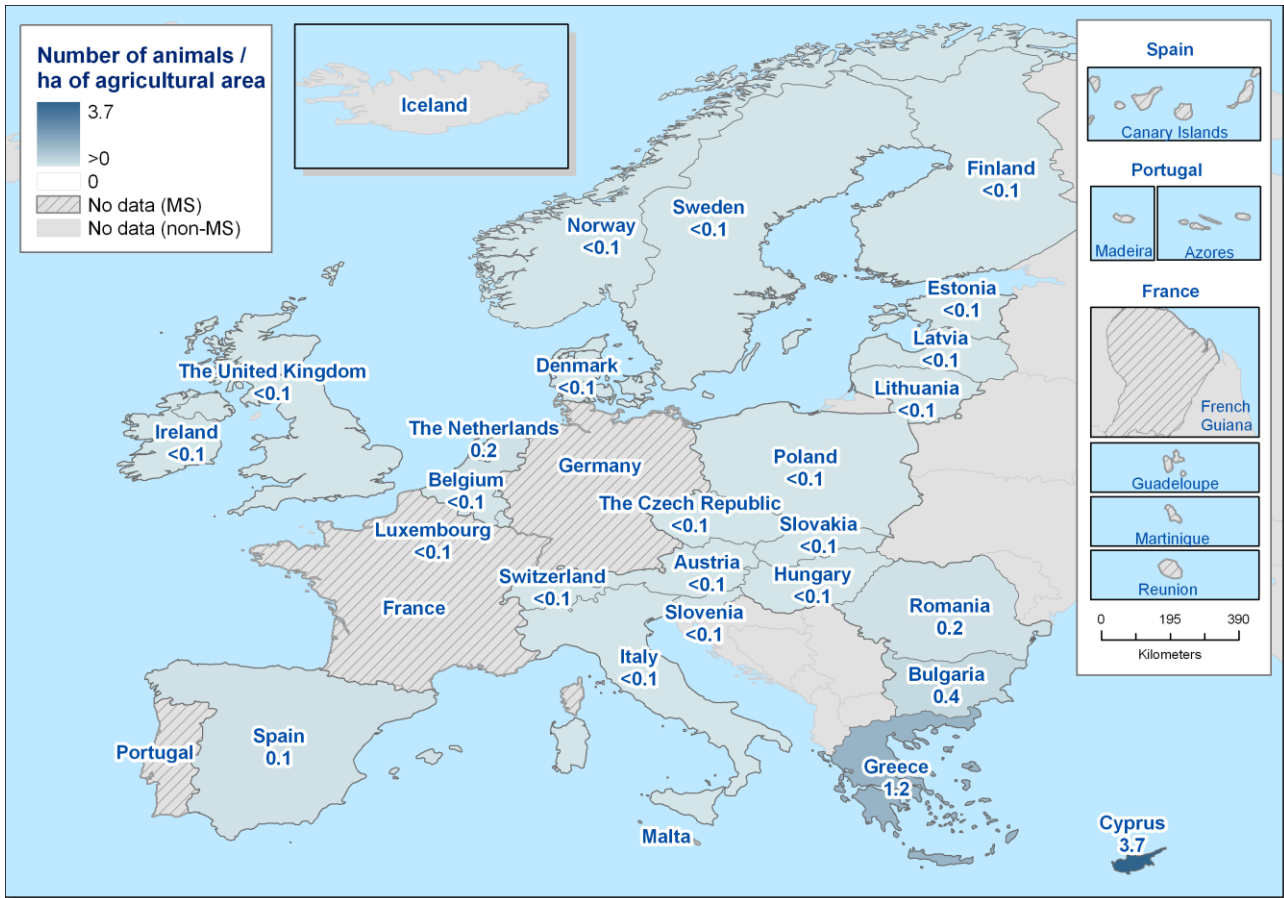 Number of animals /
ha of agricultural area
3.7
>0
0
No data (MS)
No data (non-MS)
Iceland
Spain
Canary Islands
Portugal
Madeira
Azores
France
French
Guiana
Guadeloupe
Martinique
Reunion
0 195 390
Kilometers
Finland
<0.1
Sweden
<0.1
Norway
<0.1
Estonia
<0.1
Latvia
<0.1
Lithuania
<0.1
Denmark
<0.1
The United Kingdom
<0.1
Ireland
<0.1
The Netherlands
0.2
Belgium
<0.1
Germany
Poland
<0.1
The Czech Republic
<0.1
Slovakia
<0.1
Luxembourg
<0.1
Austria
<0.1
Hungary
<0.1
Switzerland
<0.1
France
Slovenia
<0.1
Romania
0.2
Italy
<0.1
Bulgaria
0.4
Portugal
Spain
0.1
Greece
1.2
Malta
Cyprus
3.7